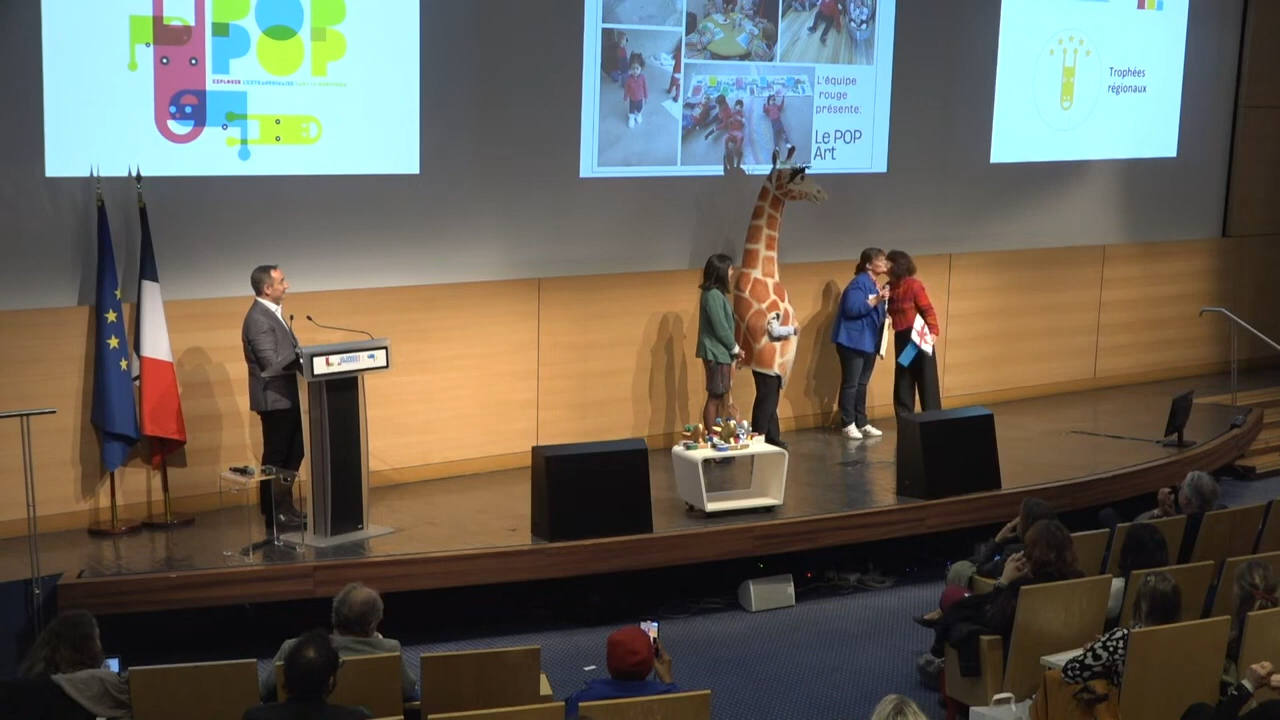 POP
POP
EXPLORER L'EXTRAORDINAIRE
L'équipe
rouge
présente:
Le POP
Art
Trophées
régionaux